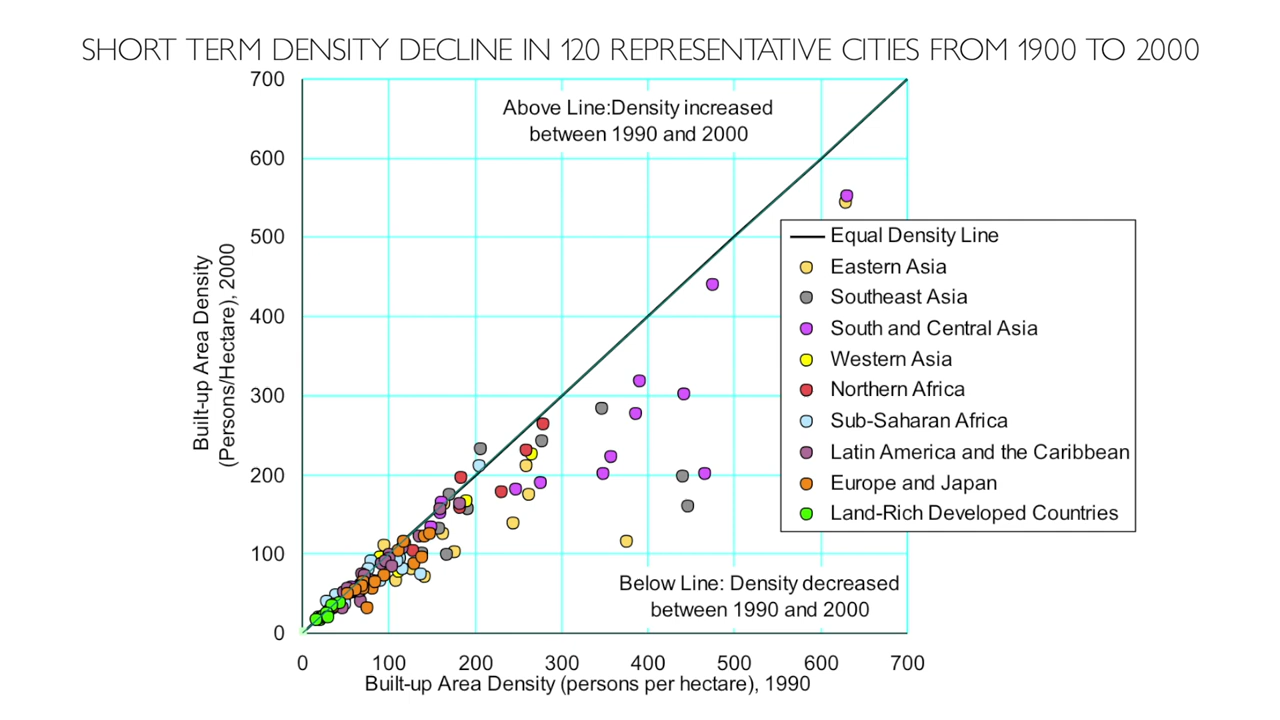 SHORT TERM DENSITY DECLINE IN 120 REPRESENTATIVE CITIES FROM 1900 TO 2000
700
600
500
400
300
200
100
0
Built-up Area Density
(Persons/Hectare), 2000
Above Line:Density increased
between 1990 and 2000
Equal Density Line
Eastern Asia
Southeast Asia
South and Central Asia
Western Asia
Northern Africa
Sub-Saharan Africa
Latin America and the Caribbean
Europe and Japan
Land-Rich Developed Countries
Below Line: Density decreased
between 1990 and 2000
0 100 200 300 400 500 600 700
Built-up Area Density (persons per hectare), 1990